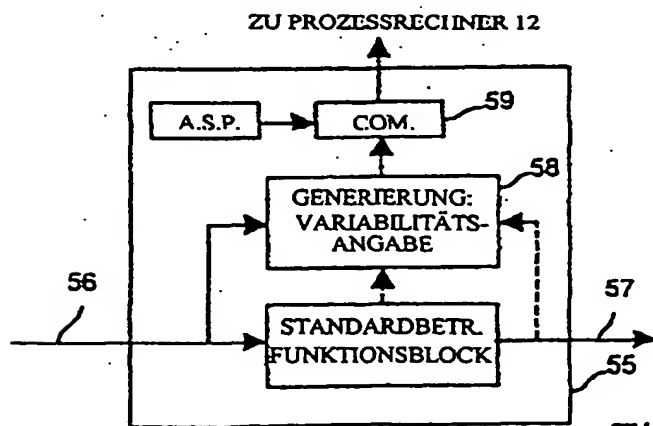 ZU PROZESSRECHNER 12
A.S.P.
COM.
59
58
GENERIERUNG:
VARIABILITÄTS-
ANGABE
56
57
STANDARDBETR.
FUNKTIONSBLOCK
55